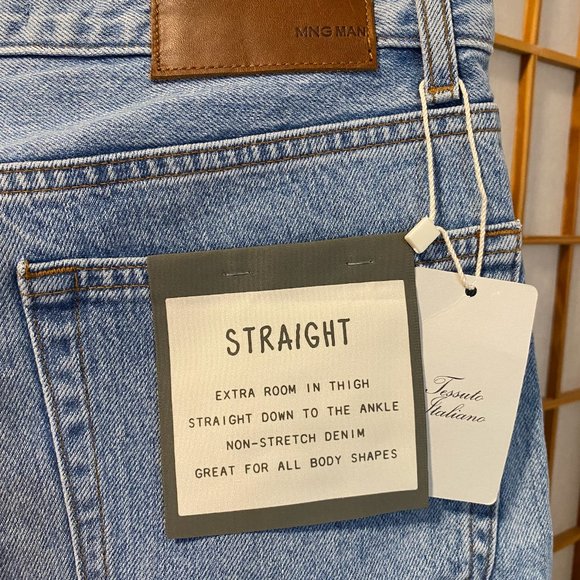 MNG MAN
STRAIGHT
EXTRA ROOM IN THIGH
STRAIGHT DOWN TO THE ANKLE
NON-STRETCH DENIM
GREAT FOR ALL BODY SHAPES
Tessuto
Italiano